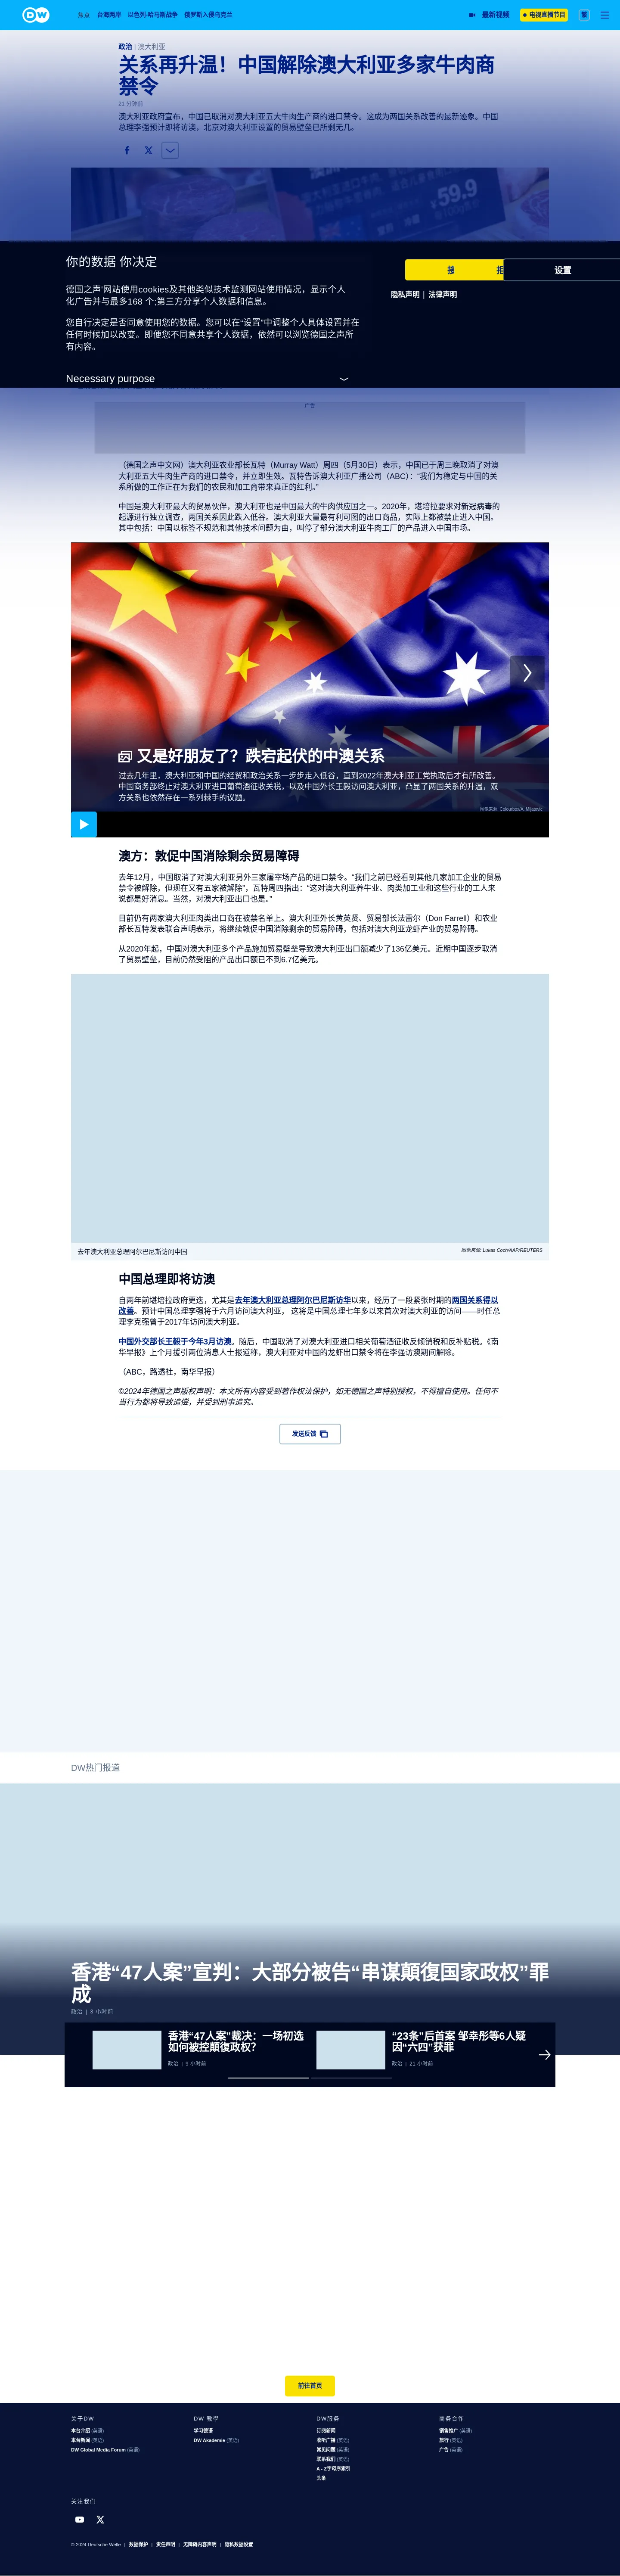 DW
焦点 台海两岸 以色列-哈马斯战争 俄罗斯入侵乌克兰 最新视频 电视直播节目 繁
政治 | 澳大利亚
关系再升温！中国解除澳大利亚多家牛肉商
禁令
21 分钟前
澳大利亚政府宣布，中国已取消对澳大利亚五大牛肉生产商的进口禁令。这成为两国关系改善的最新迹象。中国
总理李强预计即将访澳，北京对澳大利亚设置的贸易壁垒已所剩无几。
59.9
你的数据 你决定
德国之声'网站使用cookies及其他类似技术监测网站使用情况，显示个人
化广告并与最多168 个;第三方分享个人数据和信息。
您自行决定是否同意使用您的数据。您可以在“设置”中调整个人具体设置并在
任何时候加以改变。即便您不同意共享个人数据，依然可以浏览德国之声所
有内容。
Necessary purpose
设置
隐私声明 | 法律声明
广告
（德国之声中文网）澳大利亚农业部长瓦特（Murray Watt）周四（5月30日）表示，中国已于周三晚取消了对澳
大利亚五大牛肉生产商的进口禁令，并立即生效。瓦特告诉澳大利亚广播公司（ABC）：“我们为稳定与中国的关
系所做的工作正在为我们的农民和加工商带来真正的红利。”
中国是澳大利亚最大的贸易伙伴，澳大利亚也是中国最大的牛肉供应国之一。2020年，堪培拉要求对新冠病毒的
起源进行独立调查，两国关系因此跌入低谷。澳大利亚大量最有利可图的出口商品，实际上都被禁止进入中国。
其中包括：中国以标签不规范和其他技术问题为由，叫停了部分澳大利亚牛肉工厂的产品进入中国市场。
又是好朋友了？跌宕起伏的中澳关系
过去几年里，澳大利亚和中国的经贸和政治关系一步步走入低谷，直到2022年澳大利亚工党执政后才有所改善。
中国商务部终止对澳大利亚进口葡萄酒征收关税，以及中国外长王毅访问澳大利亚，凸显了两国关系的升温，双
方关系也依然存在一系列棘手的议题。
图像来源: Colourbox/A. Mijatovic
澳方：敦促中国消除剩余贸易障碍
去年12月，中国取消了对澳大利亚另外三家屠宰场产品的进口禁令。“我们之前已经看到其他几家加工企业的贸易
禁令被解除，但现在又有五家被解除”，瓦特周四指出：“这对澳大利亚养牛业、肉类加工业和这些行业的工人来
说都是好消息。当然，对澳大利亚出口也是。”
目前仍有两家澳大利亚肉类出口商在被禁名单上。澳大利亚外长黄英贤、贸易部长法雷尔（Don Farrell）和农业
部长瓦特发表联合声明表示，将继续敦促中国消除剩余的贸易障碍，包括对澳大利亚龙虾产业的贸易障碍。
从2020年起，中国对澳大利亚多个产品施加贸易壁垒导致澳大利亚出口额减少了136亿美元。近期中国逐步取消
了贸易壁垒，目前仍然受阻的产品出口额已不到6.7亿美元。
去年澳大利亚总理阿尔巴尼斯访问中国
图像来源: Lukas Coch/AAP/REUTERS
中国总理即将访澳
自两年前堪培拉政府更迭，尤其是去年澳大利亚总理阿尔巴尼斯访华以来，经历了一段紧张时期的两国关系得以
改善。预计中国总理李强将于六月访问澳大利亚， 这将是中国总理七年多以来首次对澳大利亚的访问——时任总
理李克强曾于2017年访问澳大利亚。
中国外交部长王毅于今年3月访澳。随后，中国取消了对澳大利亚进口相关葡萄酒征收反倾销税和反补贴税。《南
华早报》上个月援引两位消息人士报道称，澳大利亚对中国的龙虾出口禁令将在李强访澳期间解除。
（ABC，路透社，南华早报）
©2024年德国之声版权声明：本文所有内容受到著作权法保护，如无德国之声特别授权，不得擅自使用。任何不
当行为都将导致追偿，并受到刑事追究。
发送反馈
DW热门报道
香港“47人案”宣判：大部分被告“串谋颠復国家政权”罪
成
政治 | 3 小时前
香港“47人案”裁决：一场初选
如何被控颠復政权？
政治 | 9 小时前
“23条”后首案 邹幸彤等6人疑
因“六四”获罪
政治 | 21 小时前
前往首页
关于DW
本台介绍 (英语)
本台新闻 (英语)
DW Global Media Forum (英语)
DW 教學
学习德语
DW Akademie (英语)
DW服务
订阅新闻
收听广播 (英语)
常见问题 (英语)
联系我们 (英语)
A - Z字母序索引
头条
商务合作
销售推广 (英语)
旅行 (英语)
广告 (英语)
关注我们
© 2024 Deutsche Welle | 数据保护 | 责任声明 | 无障碍内容声明 | 隐私数据设置